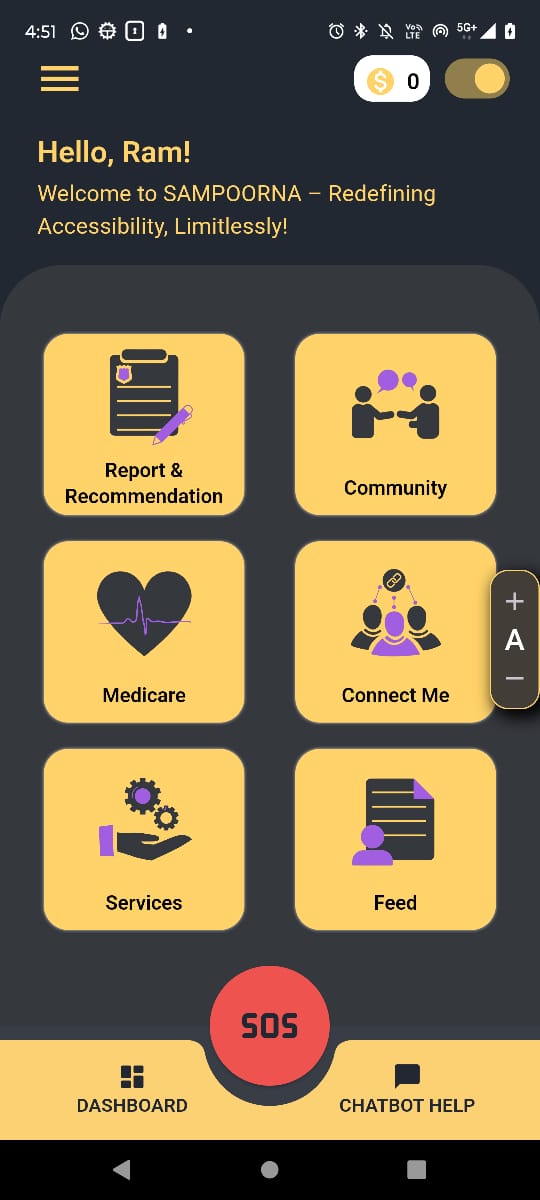 4:51
Vo LTE 5G+
$ 0
Hello, Ram!
Welcome to SAMPOORNA – Redefining
Accessibility, Limitlessly!
Report &
Recommendation
Community
Medicare
Connect Me
+
A
−
Services
Feed
SOS
DASHBOARD
CHATBOT HELP